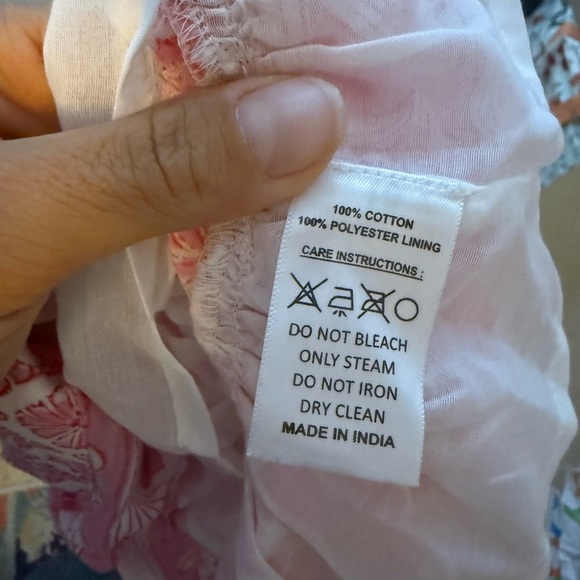 100% COTTON
100% POLYESTER LINING
CARE INSTRUCTIONS :
DO NOT BLEACH
ONLY STEAM
DO NOT IRON
DRY CLEAN
MADE IN INDIA